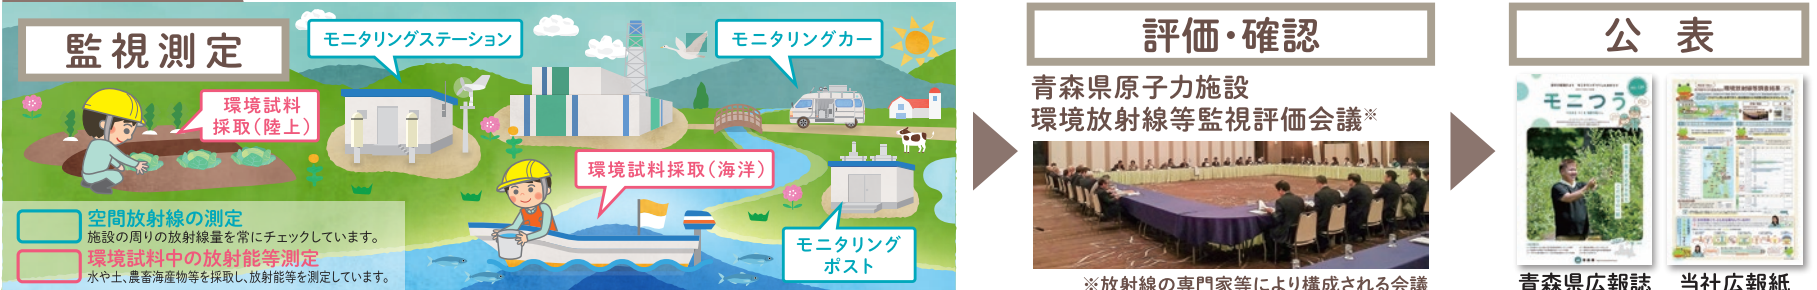 監視測定
モニタリングステーション
モニタリングカー
環境試料
採取（陸上）
環境試料採取（海洋）
モニタリング
ポスト
空間放射線の測定
施設の周りの放射線量を常にチェックしています。
環境試料中の放射能等測定
水や土、農畜海産物等を採取し、放射能等を測定しています。
評価・確認
青森県原子力施設
環境放射線等監視評価会議※
※放射線の専門家等により構成される会議
公表
モニつう
青森県広報誌
当社広報紙